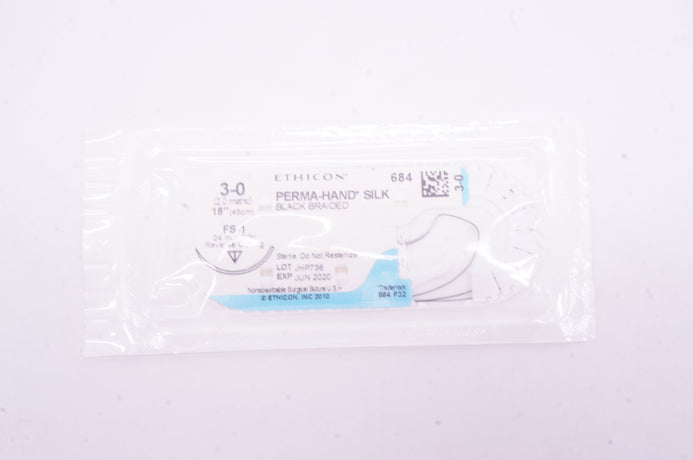 3-0
(2.0 metric)
18" (45cm)
FS-1
24 m
Reverse Cutting
ETHICON*
684
PERMA-HAND* SILK
BLACK BRAIDED
3-0
Sterile. Do Not Resterilize
LOT JHP736
EXP JUN 2020
Nonabsorbable Surgical Suture U.S.P.
© ETHICON, INC 2010
*Trademark
684.P32